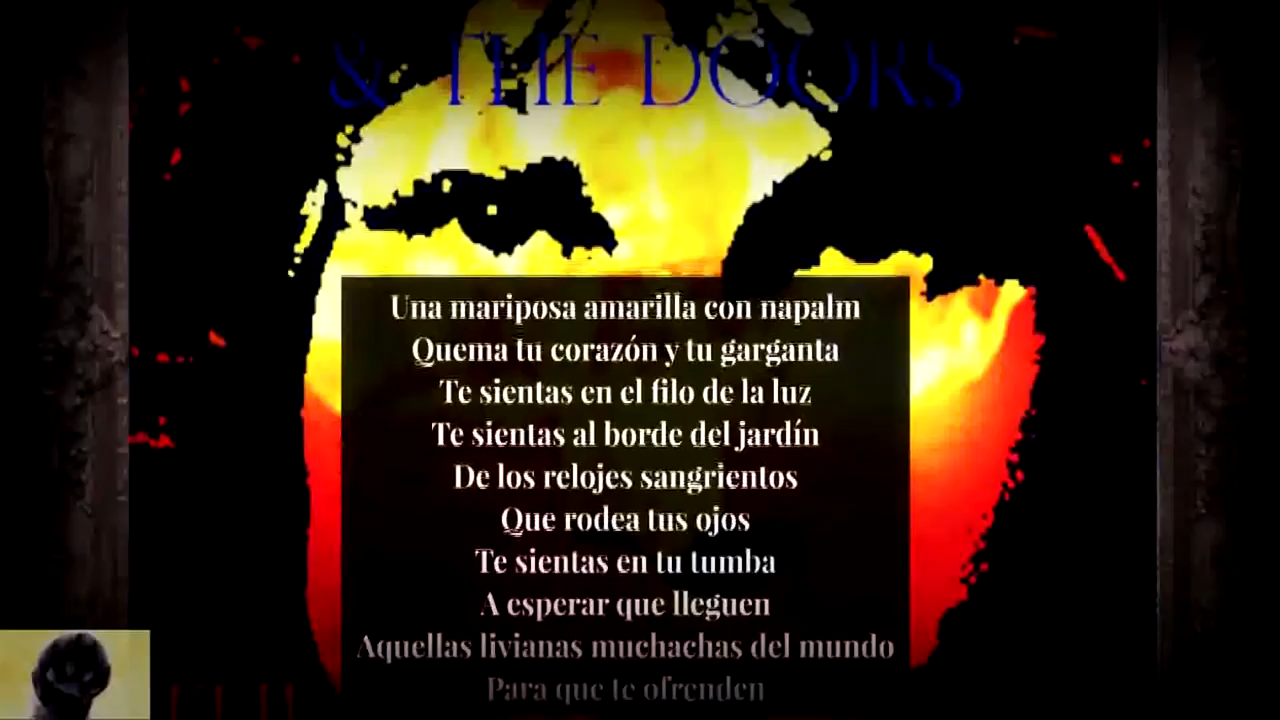 & THE DOORS
Una mariposa amarilla con napalm
Quema tu corazón y tu garganta
Te sientas en el filo de la luz
Te sientas al borde del jardín
De los relojes sangrientos
Que rodea tus ojos
Te sientas en tu tumba
A esperar que lleguen
Aquellas livianas muchachas del mundo
Para que te ofrenden